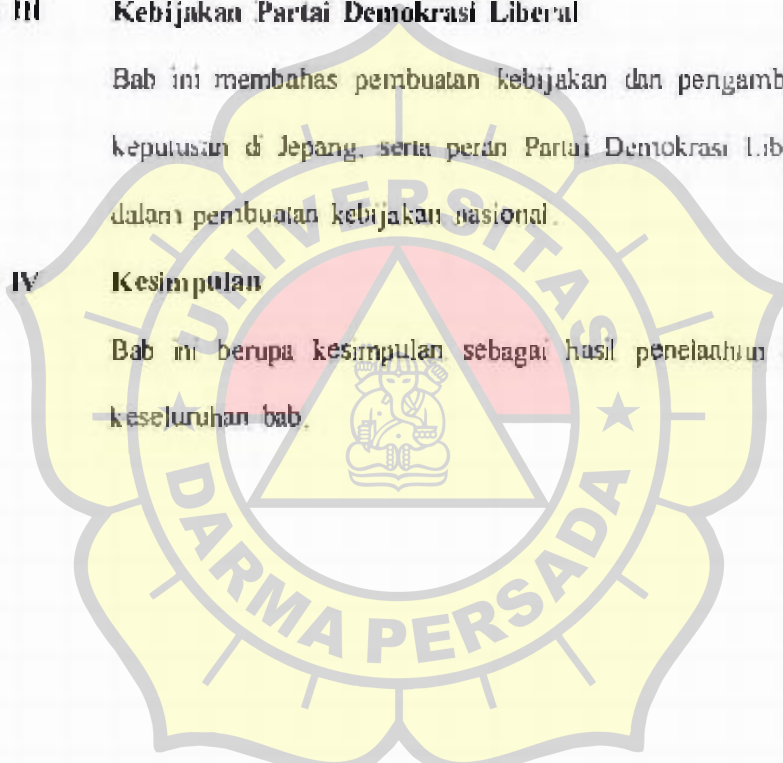 III Kebijakan Partai Demokrasi Liberal
Bab ini membahas pembuatan kebijakan dan pengamb
keputusan di Jepang, serta peran Partai Demokrasi Lib
dalam pembuatan kebijakan nasional.
IV Kesimpulan
Bab ini berupa kesimpulan sebagai hasil penelaahan
keseluruhan bab.
UNIVERSITAS
DARMA PERSADA